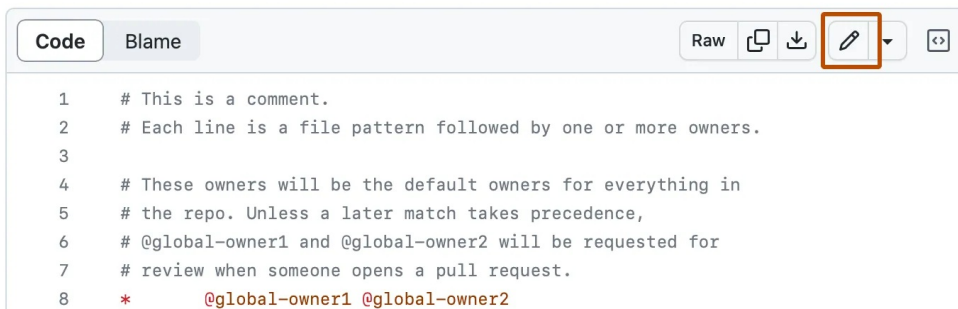 Code Blame Raw
1 # This is a comment.
2 # Each line is a file pattern followed by one or more owners.
3
4 # These owners will be the default owners for everything in
5 # the repo. Unless a later match takes precedence,
6 # @global-owner1 and @global-owner2 will be requested for
7 # review when someone opens a pull request.
8 *       @global-owner1 @global-owner2